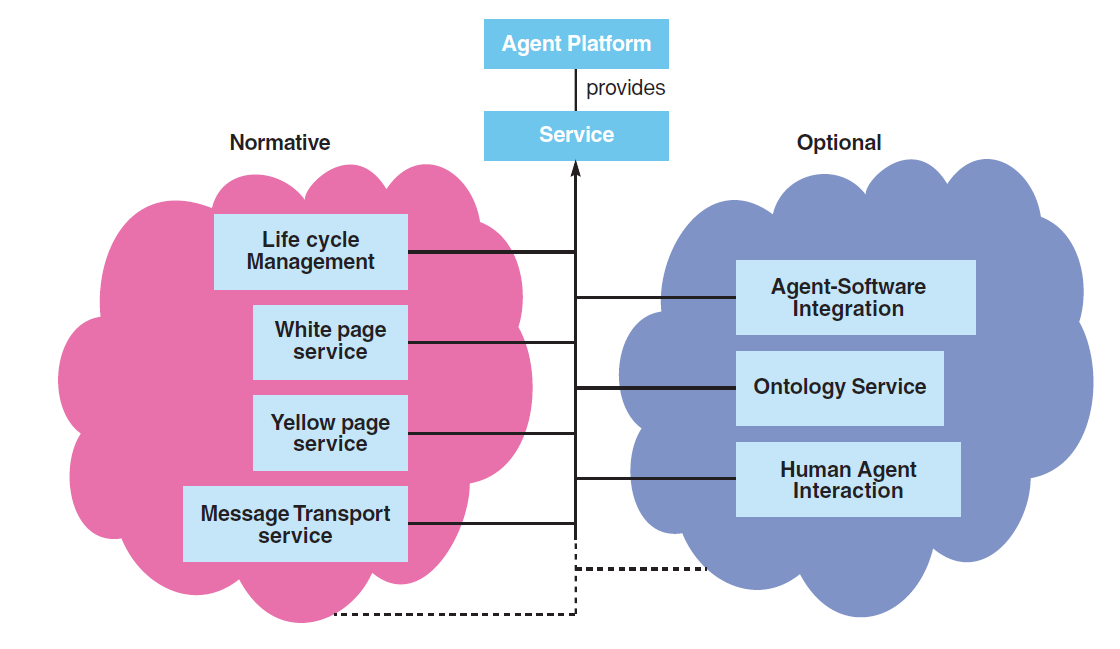 Agent Platform
provides
Service
Normative
Optional
Life cycle
Management
White page
service
Yellow page
service
Message Transport
service
Agent-Software
Integration
Ontology Service
Human Agent
Interaction